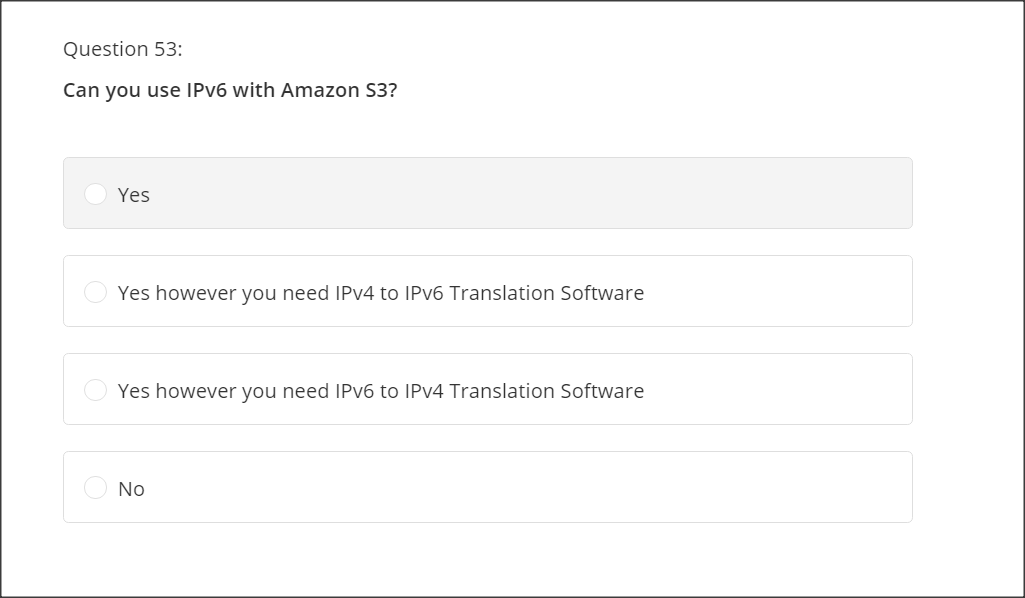 Question 53:
Can you use IPv6 with Amazon S3?
Yes
Yes however you need IPv4 to IPv6 Translation Software
Yes however you need IPv6 to IPv4 Translation Software
No